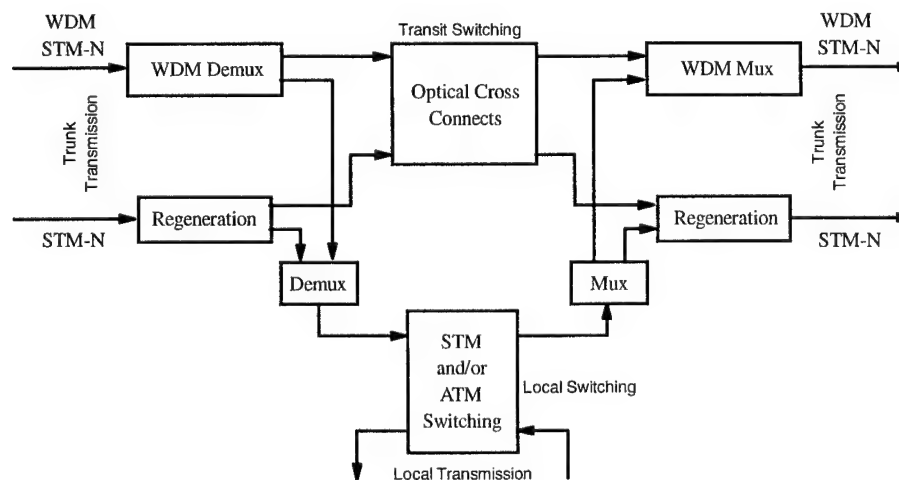 WDM
STM-N
WDM Demux
Trunk
Transmission
Regeneration
STM-N
Demux
Transit Switching
Optical Cross
Connects
STM
and/or
ATM
Switching
Local Switching
Local Transmission
WDM
STM-N
WDM Mux
Trunk
Transmission
Regeneration
STM-N
Mux